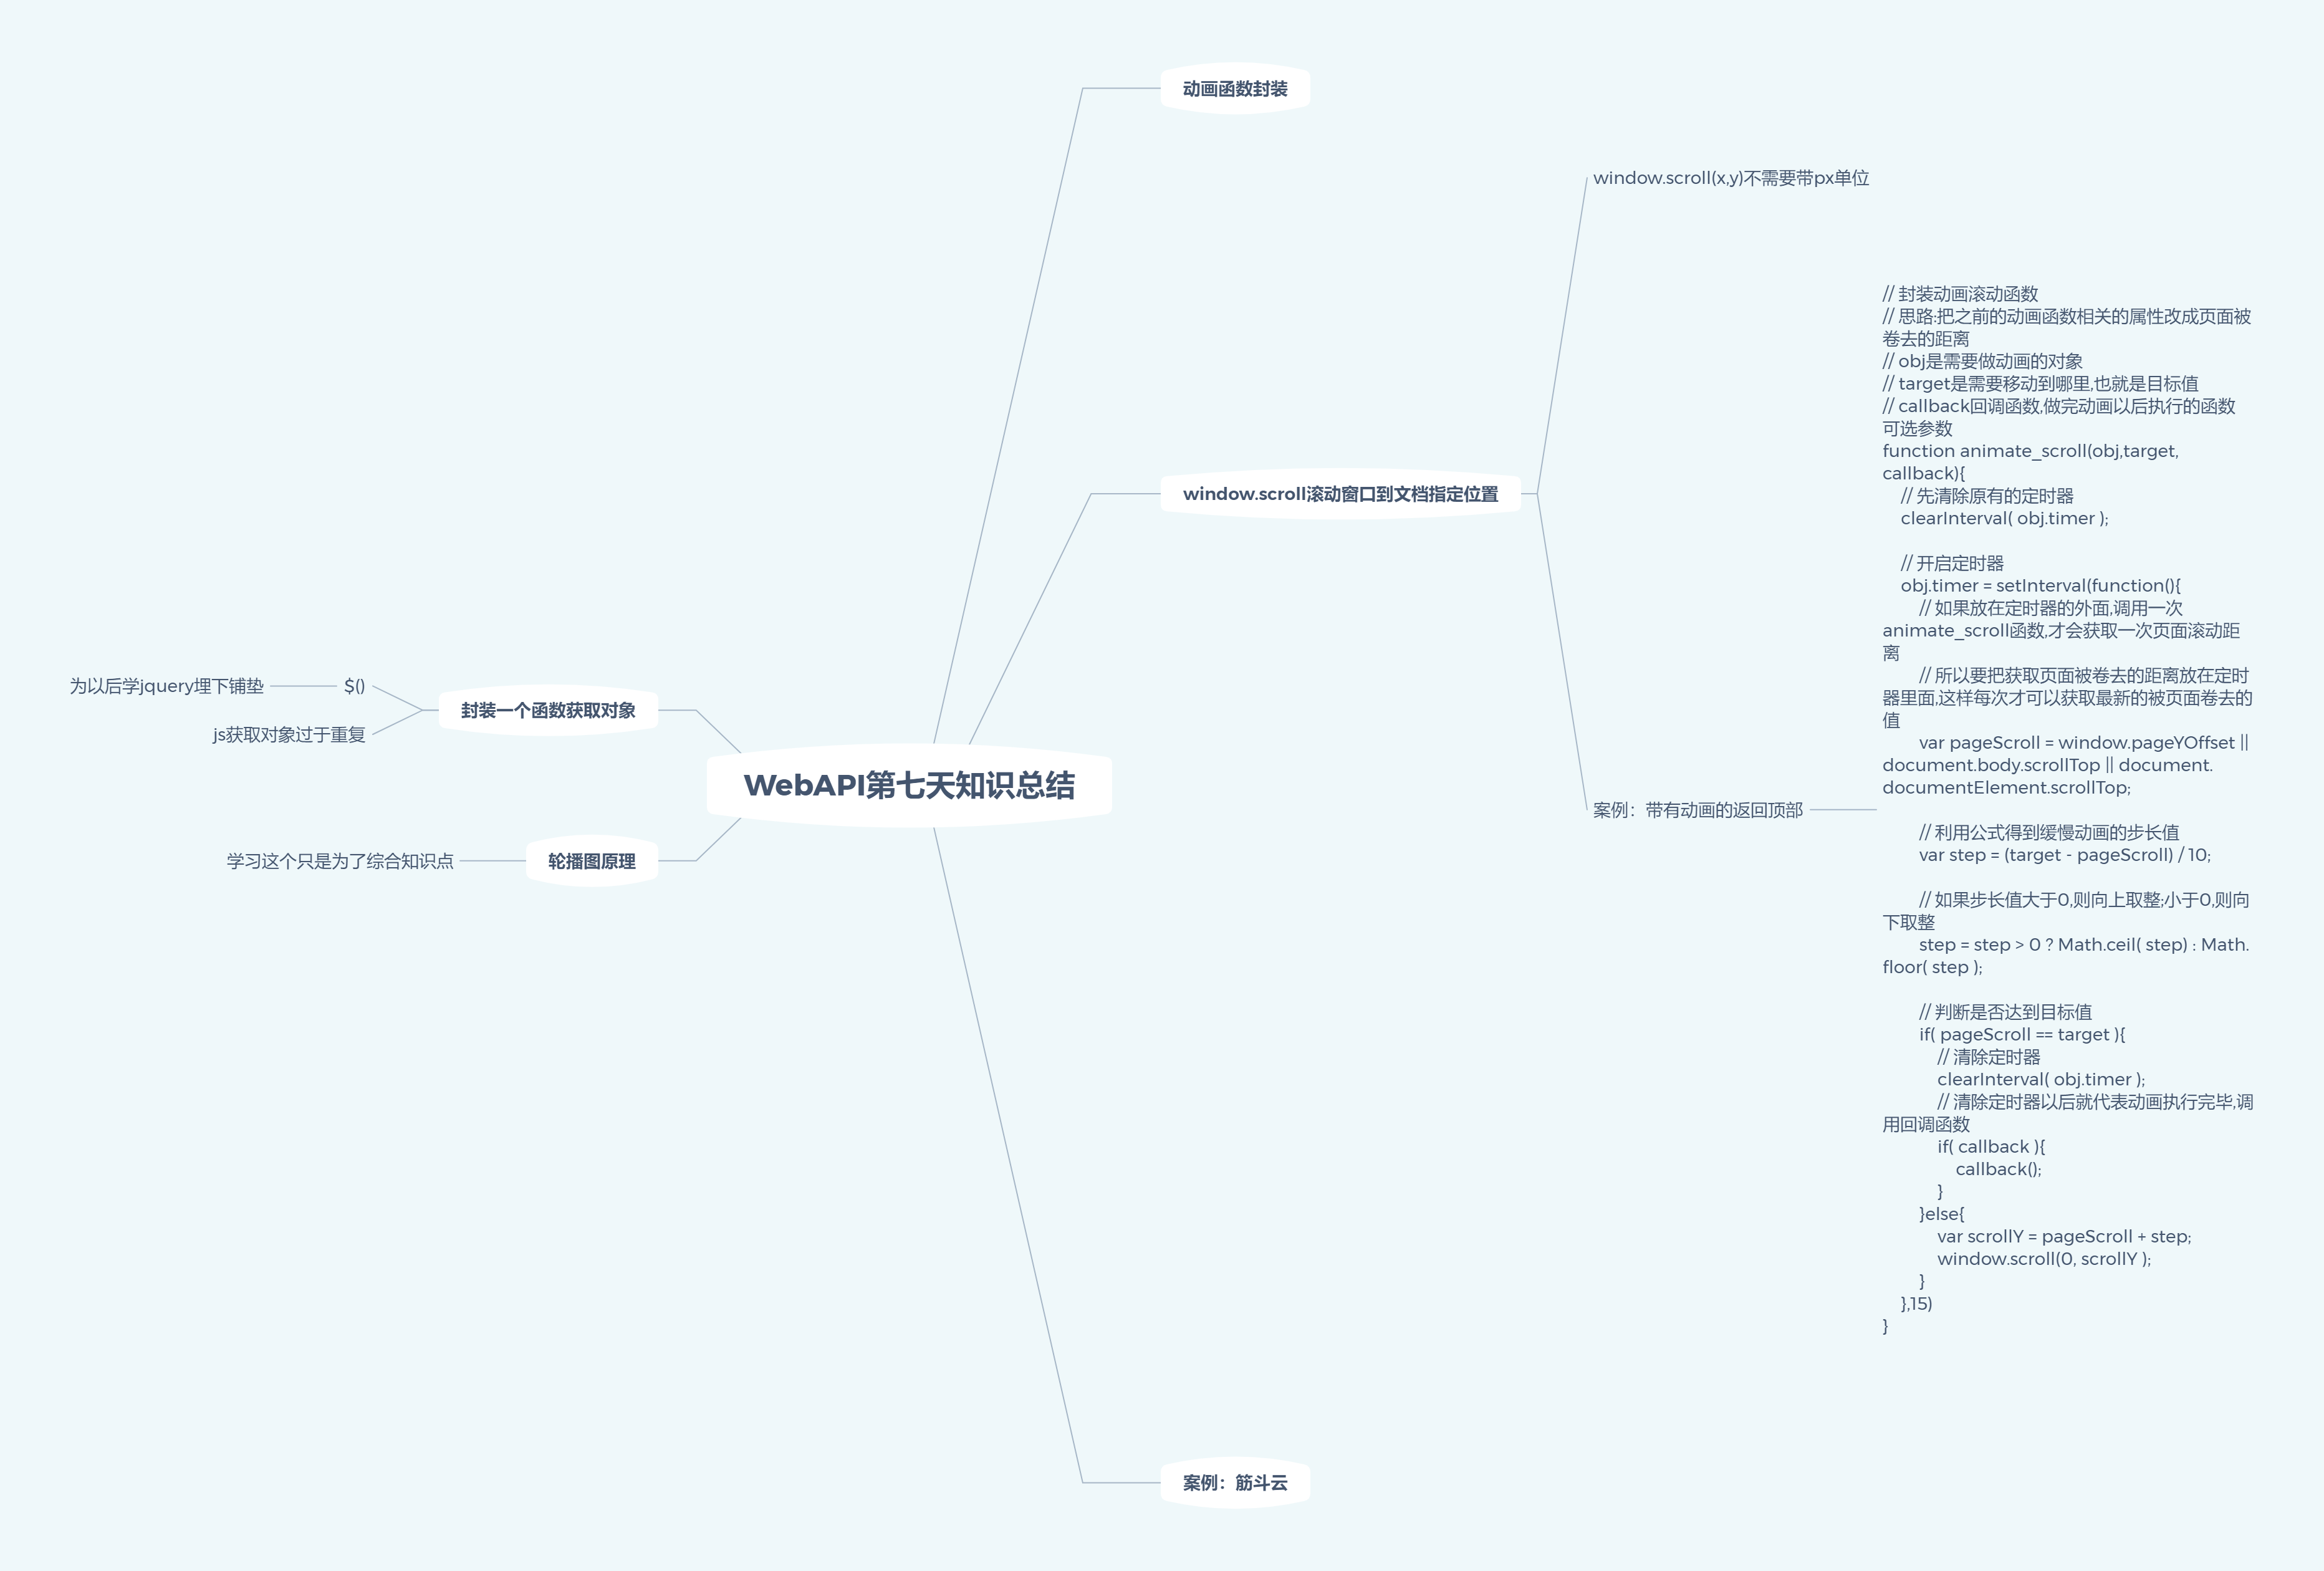 动画函数封装
window.scroll(x,y)不需要带px单位
// 封装动画滚动函数
// 思路:把之前的动画函数相关的属性改成页面被
卷去的距离
// obj是需要做动画的对象
// target是需要移动到哪里,也就是目标值
// callback回调函数,做完动画以后执行的函数
可选参数
function animate_scroll(obj,target,
callback){
    // 先清除原有的定时器
    clearInterval( obj.timer );

    // 开启定时器
    obj.timer = setInterval(function(){
        // 如果放在定时器的外面,调用一次
animate_scroll函数,才会获取一次页面滚动距
离
        // 所以要把获取页面被卷去的距离放在定时
器里面,这样每次才可以获取最新的被页面卷去的
值
        var pageScroll = window.pageYOffset ||
document.body.scrollTop || document.
documentElement.scrollTop;

        // 利用公式得到缓慢动画的步长值
        var step = (target - pageScroll) / 10;

        // 如果步长值大于0,则向上取整;小于0,则向
下取整
        step = step > 0 ? Math.ceil( step) : Math.
floor( step );

        // 判断是否达到目标值
        if( pageScroll == target ){
            // 清除定时器
            clearInterval( obj.timer );
            // 清除定时器以后就代表动画执行完毕,调
用回调函数
            if( callback ){
                callback();
            }
        }else{
            var scrollY = pageScroll + step;
            window.scroll(0, scrollY );
        }
    },15)
}
window.scroll滚动窗口到文档指定位置
案例：带有动画的返回顶部
为以后学jquery埋下铺垫
$()
封装一个函数获取对象
js获取对象过于重复
WebAPI第七天知识总结
学习这个只是为了综合知识点
轮播图原理
案例：筋斗云